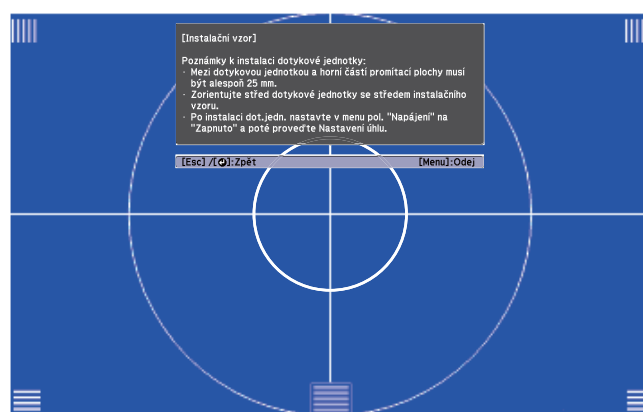 [Instalační vzor]
Poznámky k instalaci dotykové jednotky:
· Mezi dotykovou jednotkou a horní částí promítací plochy musí
být alespoň 25 mm.
· Zorientujte střed dotykové jednotky se středem instalačního
vzoru.
· Po instalaci dot.jedn. nastavte v menu pol. "Napájení" na
"Zapnuto" a poté proveďte Nastavení úhlu.
[Esc] /[⏎]:Zpět [Menu]:Odej